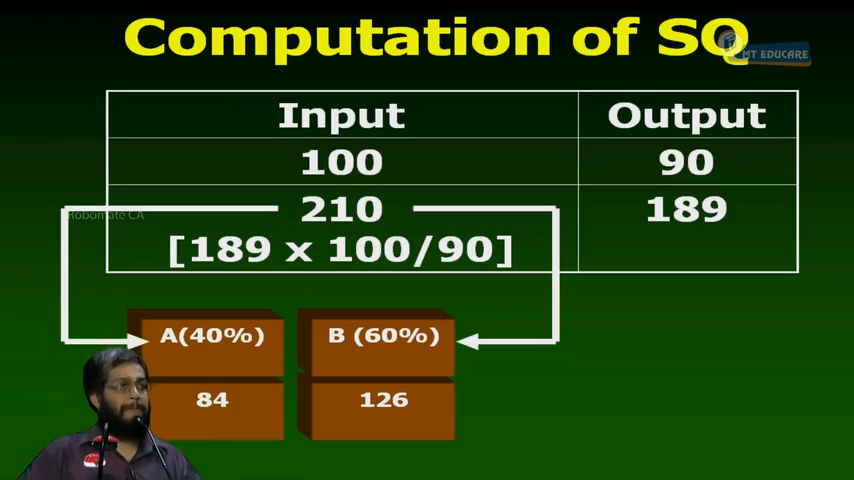 Computation of SQ
MT EDUCARE
Input Output
100 90
210 189
Robomate CA
[189 x 100/90]
A(40%) B (60%)
84 126